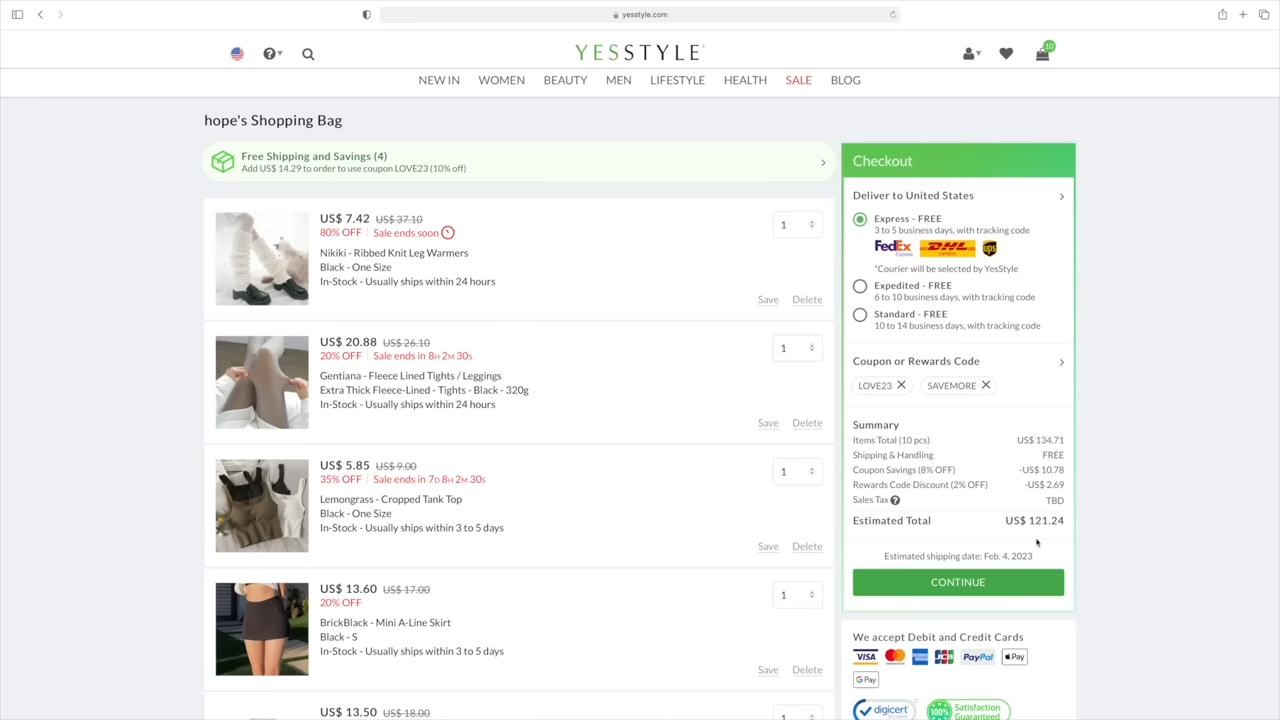 yesstyle.com
YESSTYLE
10
NEW IN WOMEN BEAUTY MEN LIFESTYLE HEALTH SALE BLOG
hope's Shopping Bag
Free Shipping and Savings (4)
Add US$ 14.29 to order to use coupon LOVE23 (10% off)
US$ 7.42 US$ 37.10
80% OFF Sale ends soon
Nikiki - Ribbed Knit Leg Warmers
Black - One Size
In-Stock - Usually ships within 24 hours
1
Save Delete
US$ 20.88 US$ 26.10
20% OFF Sale ends in 8H 2M 30S
Gentiana - Fleece Lined Tights / Leggings
Extra Thick Fleece-Lined - Tights - Black - 320g
In-Stock - Usually ships within 24 hours
1
Save Delete
US$ 5.85 US$ 9.00
35% OFF Sale ends in 7D 8H 2M 30S
Lemongrass - Cropped Tank Top
Black - One Size
In-Stock - Usually ships within 3 to 5 days
1
Save Delete
US$ 13.60 US$ 17.00
20% OFF
BrickBlack - Mini A-Line Skirt
Black - S
In-Stock - Usually ships within 3 to 5 days
1
Save Delete
US$ 13.50 US$ 18.00
1
Checkout
Deliver to United States
Express - FREE
3 to 5 business days, with tracking code
FedEx Express DHL EXPRESS ups
*Courier will be selected by YesStyle
Expedited - FREE
6 to 10 business days, with tracking code
Standard - FREE
10 to 14 business days, with tracking code
Coupon or Rewards Code
LOVE23 SAVEMORE
Summary
Items Total (10 pcs) US$ 134.71
Shipping & Handling FREE
Coupon Savings (8% OFF) -US$ 10.78
Rewards Code Discount (2% OFF) -US$ 2.69
Sales Tax ? TBD
Estimated Total US$ 121.24
Estimated shipping date: Feb. 4, 2023
CONTINUE
We accept Debit and Credit Cards
VISA mastercard AMEX JCB PayPal Apple Pay
G Pay
digicert 100% Satisfaction Guaranteed